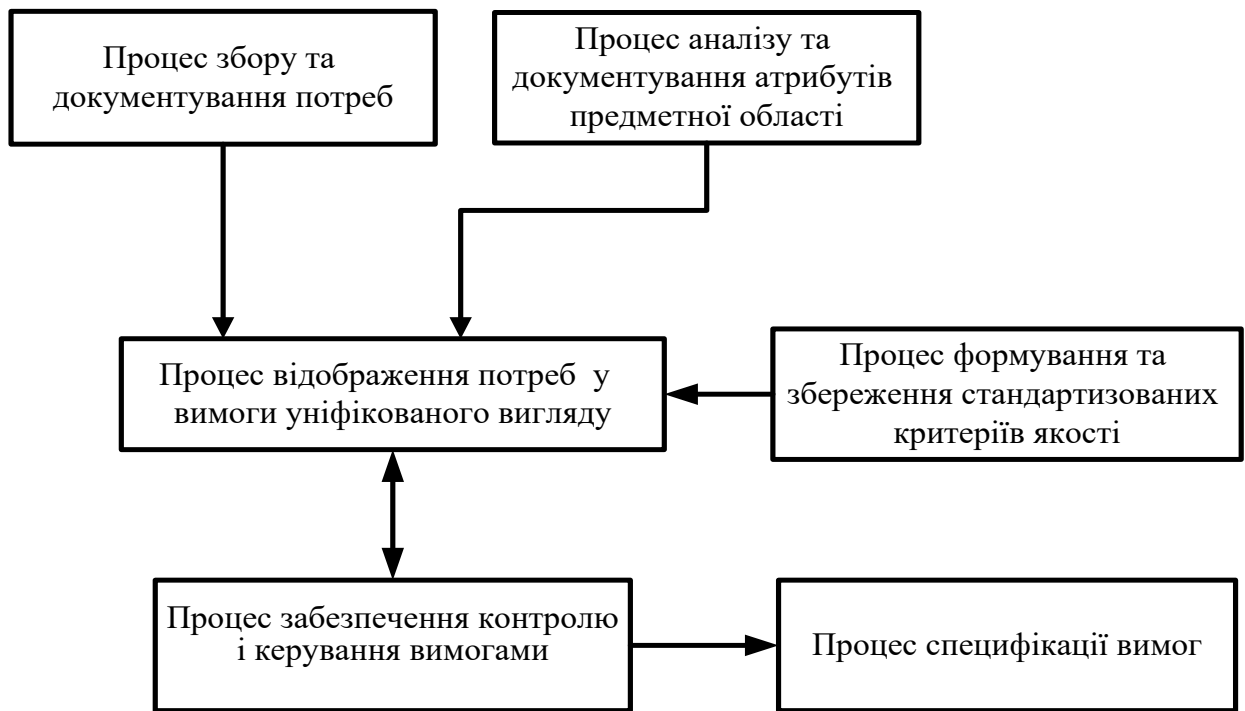 Процес збору та
документування потреб
Процес аналізу та
документування атрибутів
предметної області
Процес відображення потреб у
вимоги уніфікованого вигляду
Процес формування та
збереження стандартизованих
критеріїв якості
Процес забезпечення контролю
і керування вимогами
Процес специфікації вимог